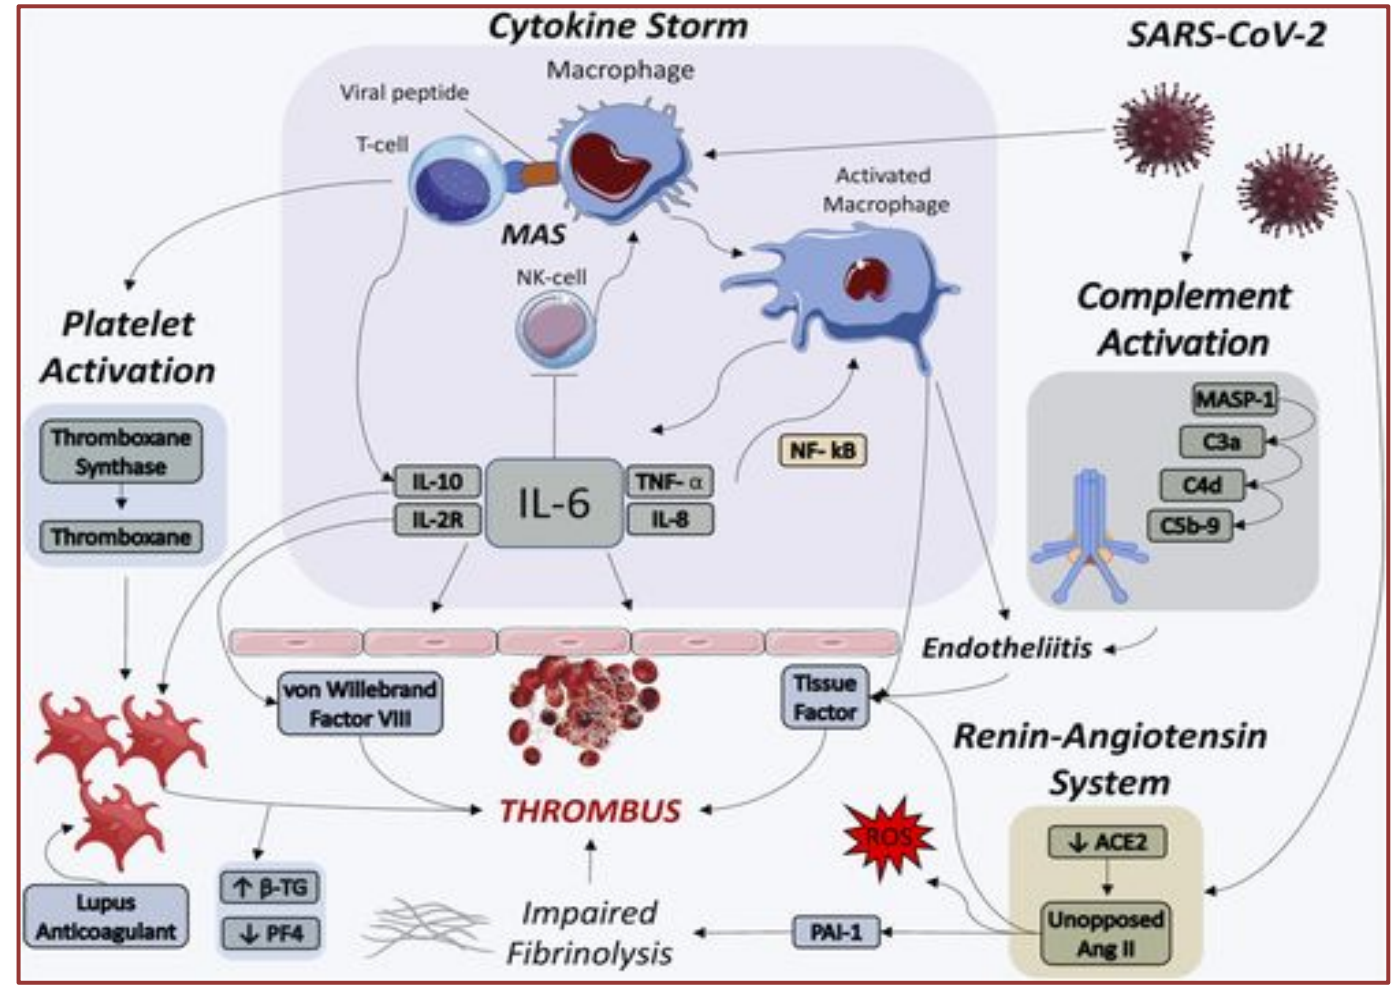 Cytokine Storm
SARS-CoV-2
Macrophage
Viral peptide
T-cell
Activated
Macrophage
MAS
NK-cell
Platelet
Activation
Thromboxane
Synthase
Thromboxane
Complement
Activation
MASP-1
C3a
C4d
C5b-9
NF- kB
IL-10
IL-2R
IL-6
TNF- α
IL-8
Endotheliitis
von Willebrand
Factor VIII
Tissue
Factor
Renin-Angiotensin
System
THROMBUS
ROS
↓ ACE2
Unopposed
Ang II
Lupus
Anticoagulant
↑ β-TG
↓ PF4
Impaired
Fibrinolysis
PAI-1